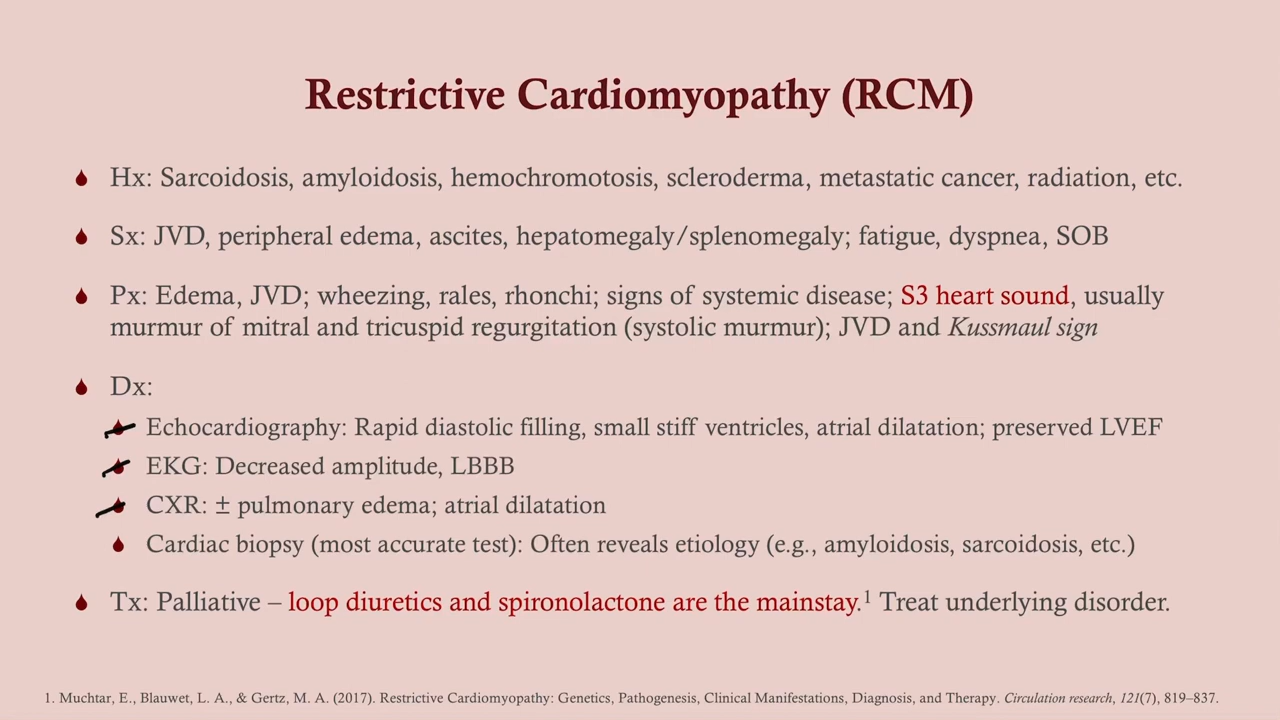 Restrictive Cardiomyopathy (RCM)
Hx: Sarcoidosis, amyloidosis, hemochromotosis, scleroderma, metastatic cancer, radiation, etc.
Sx: JVD, peripheral edema, ascites, hepatomegaly/splenomegaly; fatigue, dyspnea, SOB
Px: Edema, JVD; wheezing, rales, rhonchi; signs of systemic disease; S3 heart sound, usually
murmur of mitral and tricuspid regurgitation (systolic murmur); JVD and Kussmaul sign
Dx:
Echocardiography: Rapid diastolic filling, small stiff ventricles, atrial dilatation; preserved LVEF
EKG: Decreased amplitude, LBBB
CXR: ± pulmonary edema; atrial dilatation
Cardiac biopsy (most accurate test): Often reveals etiology (e.g., amyloidosis, sarcoidosis, etc.)
Tx: Palliative – loop diuretics and spironolactone are the mainstay.¹ Treat underlying disorder.
1. Muchtar, E., Blauwet, L. A., & Gertz, M. A. (2017). Restrictive Cardiomyopathy: Genetics, Pathogenesis, Clinical Manifestations, Diagnosis, and Therapy. Circulation research, 121(7), 819–837.